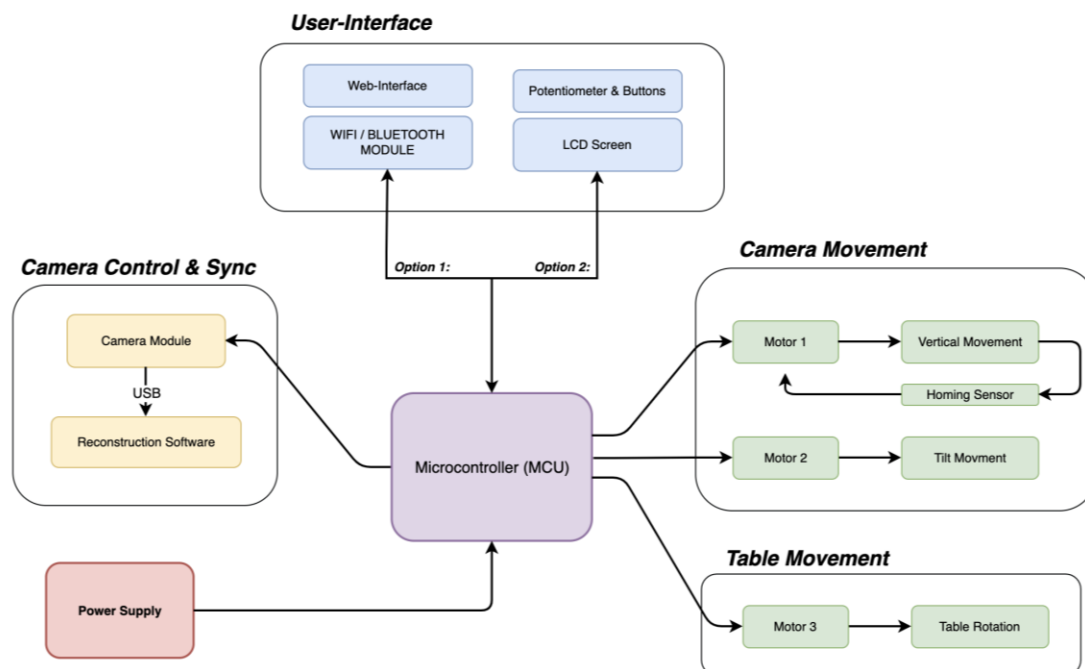 User-Interface
Web-Interface
Potentiometer & Buttons
WIFI / BLUETOOTH
MODULE
LCD Screen
Option 1:
Option 2:
Camera Control & Sync
Camera Module
USB
Reconstruction Software
Camera Movement
Motor 1
Vertical Movement
Homing Sensor
Motor 2
Tilt Movment
Microcontroller (MCU)
Power Supply
Table Movement
Motor 3
Table Rotation